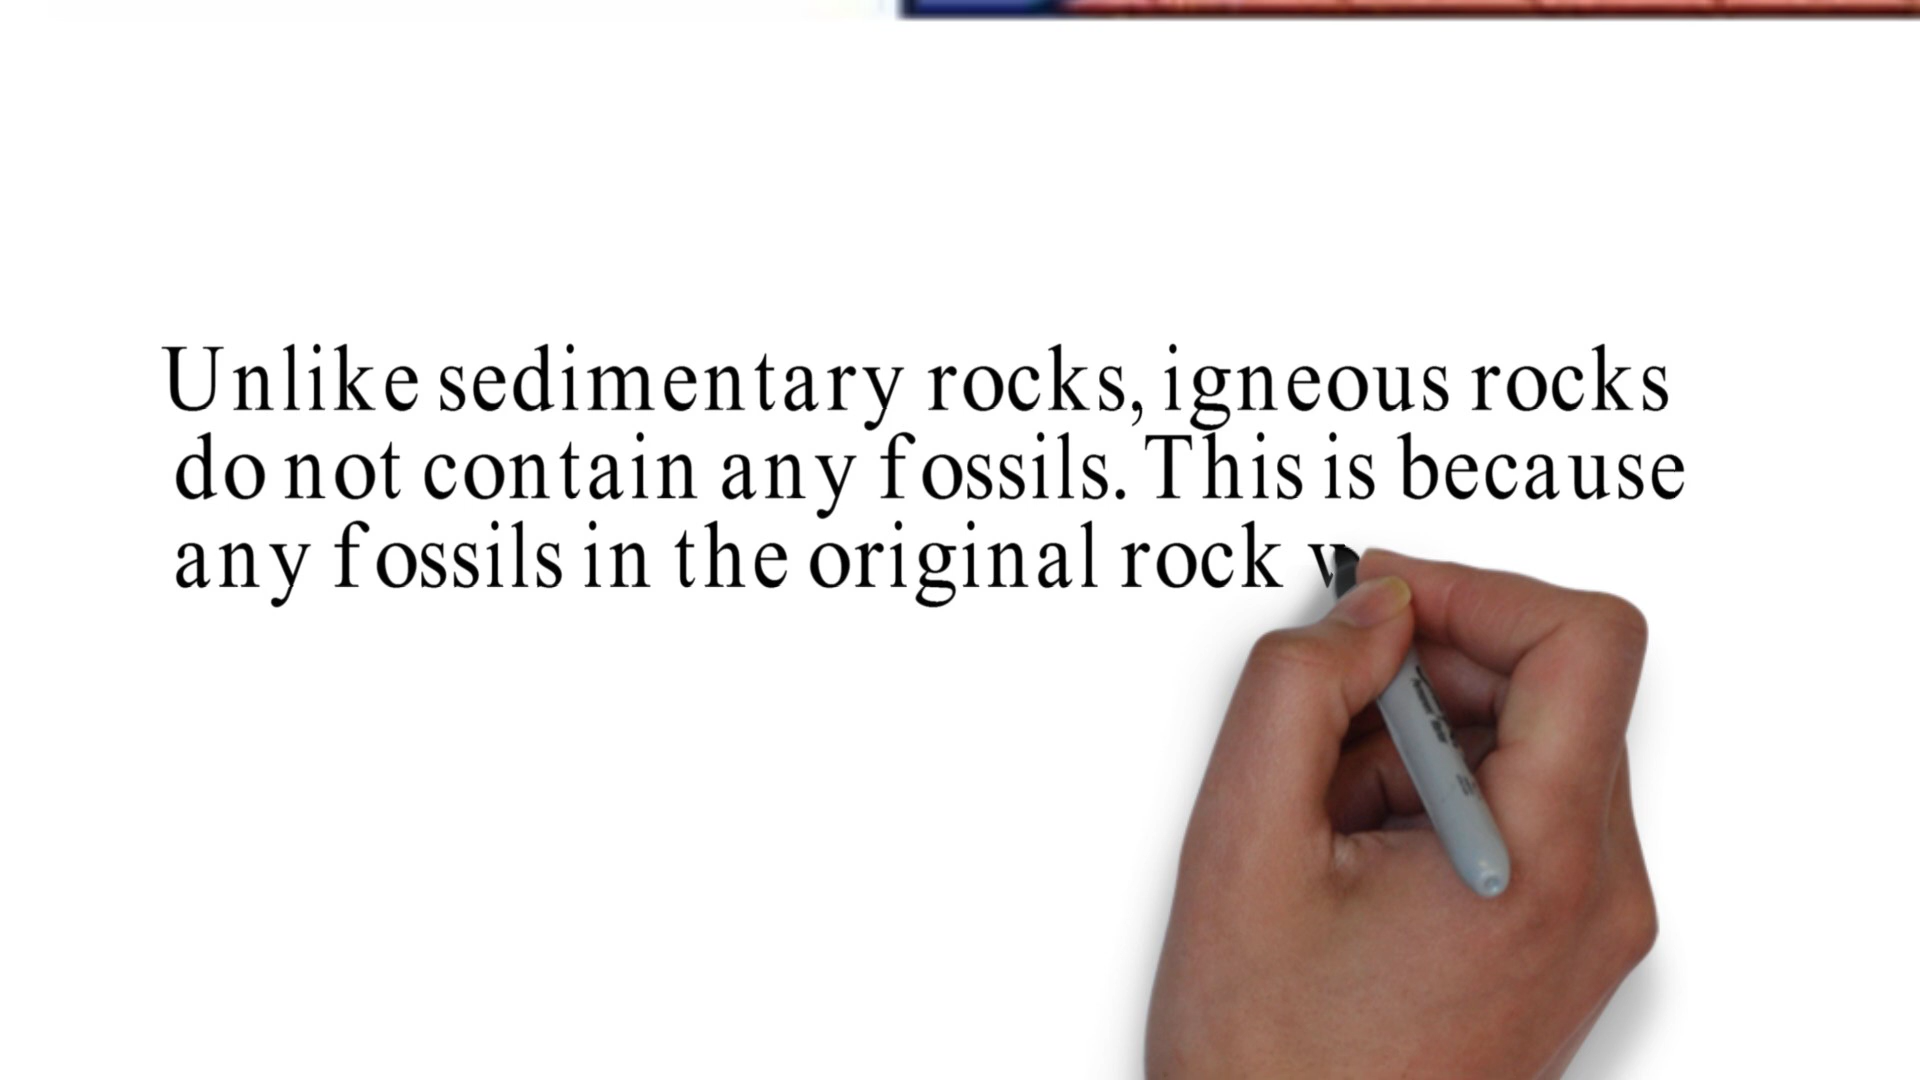 Unlike sedimentary rocks, igneous rocks
do not contain any fossils. This is because
any fossils in the original rock